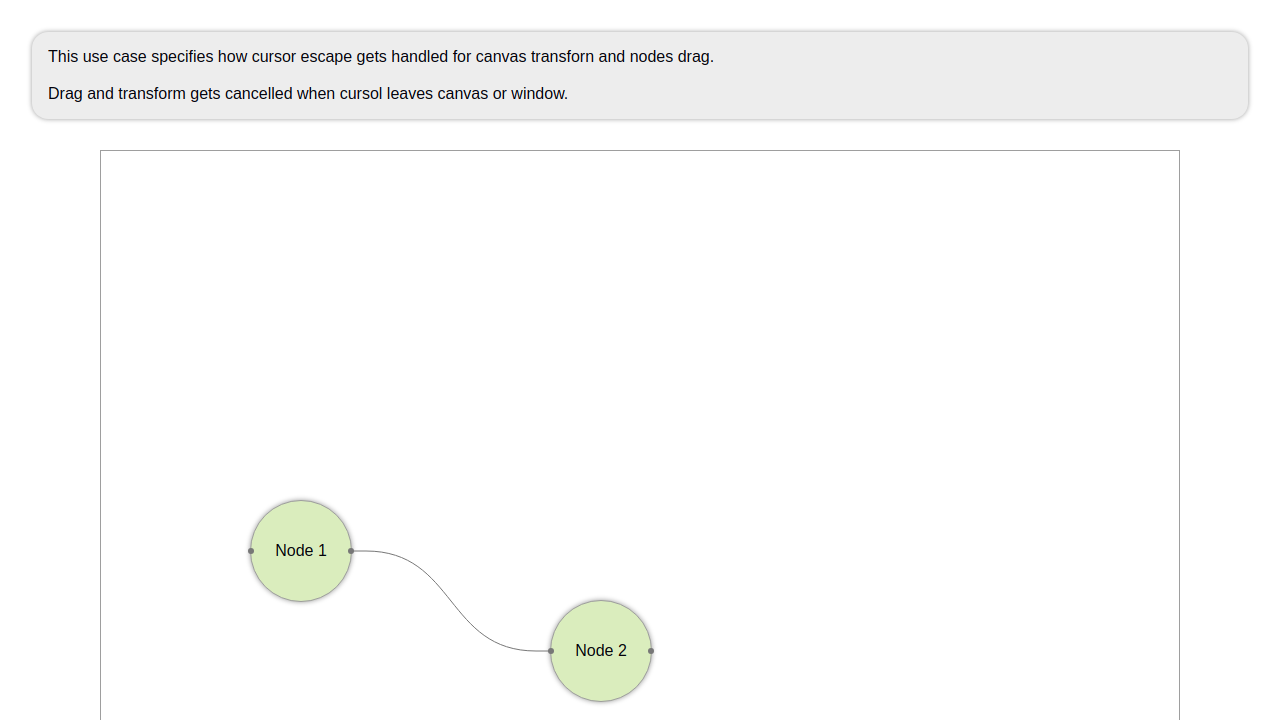 This use case specifies how cursor escape gets handled for canvas transforn and nodes drag.
Drag and transform gets cancelled when cursol leaves canvas or window.
Node 1
Node 2